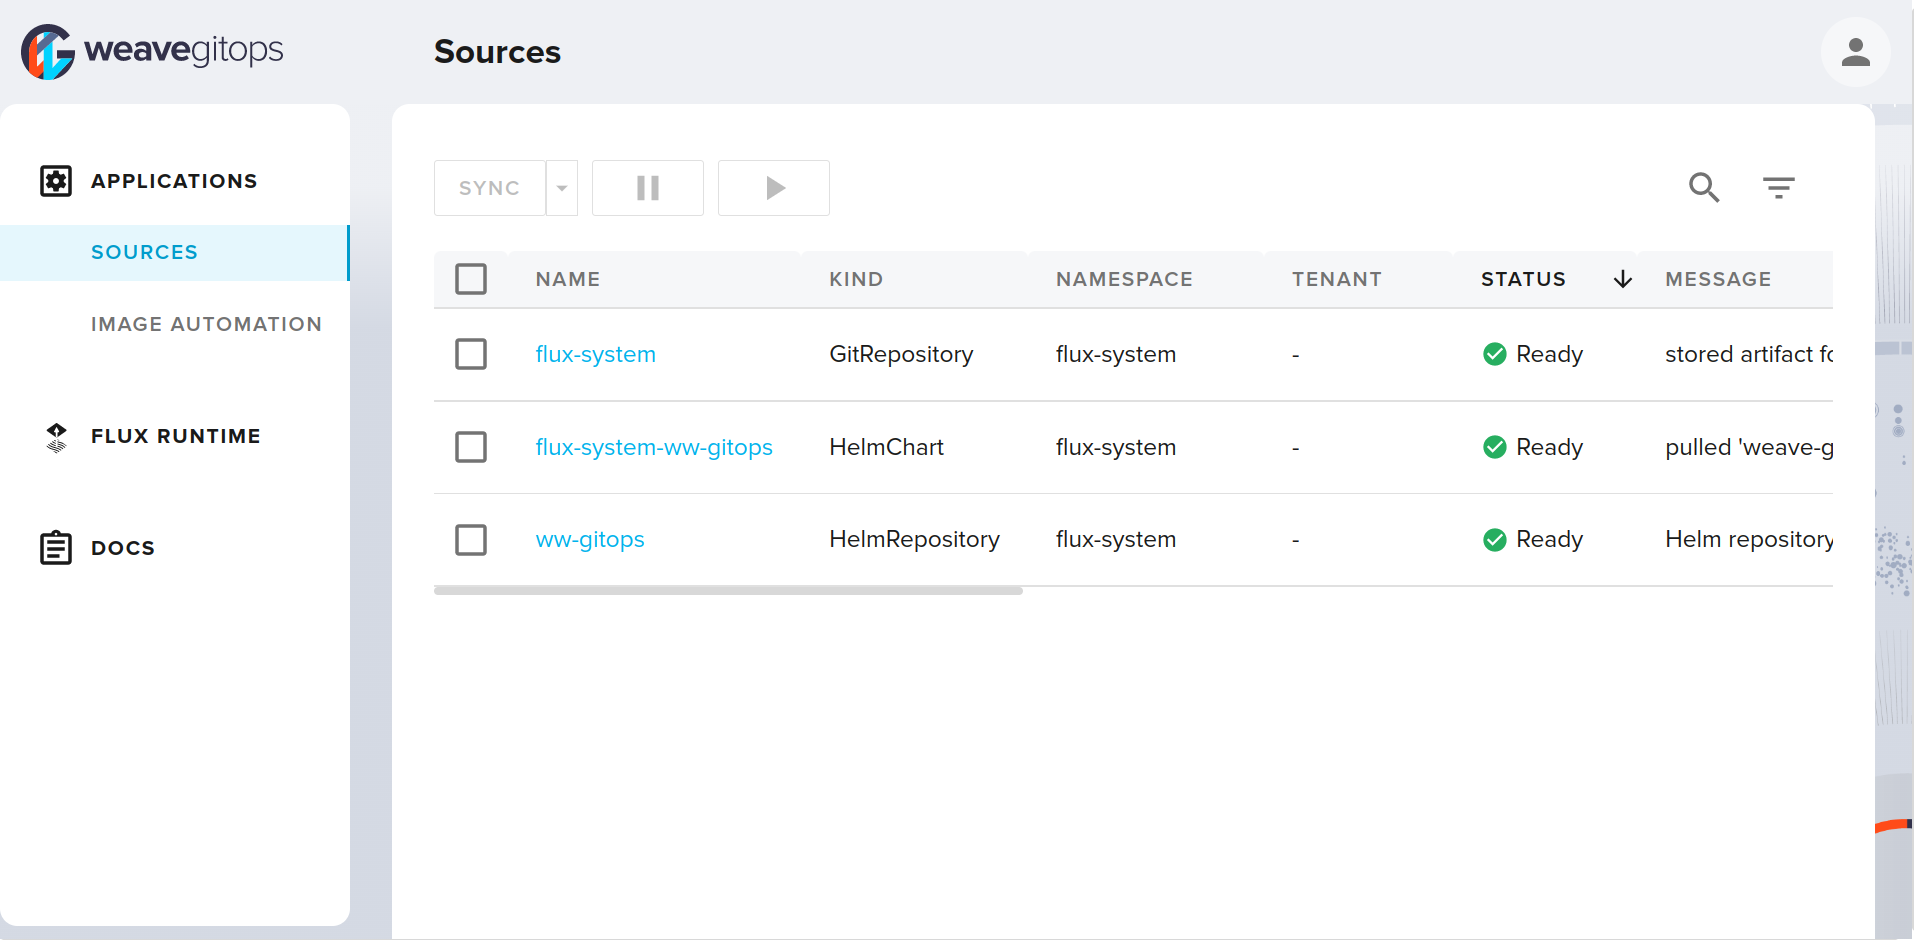 weavegitops
Sources
APPLICATIONS
SOURCES
IMAGE AUTOMATION
FLUX RUNTIME
DOCS
SYNC
NAME KIND NAMESPACE TENANT STATUS MESSAGE
flux-system GitRepository flux-system - Ready stored artifact
flux-system-ww-gitops HelmChart flux-system - Ready pulled 'weave-g
ww-gitops HelmRepository flux-system - Ready Helm repository